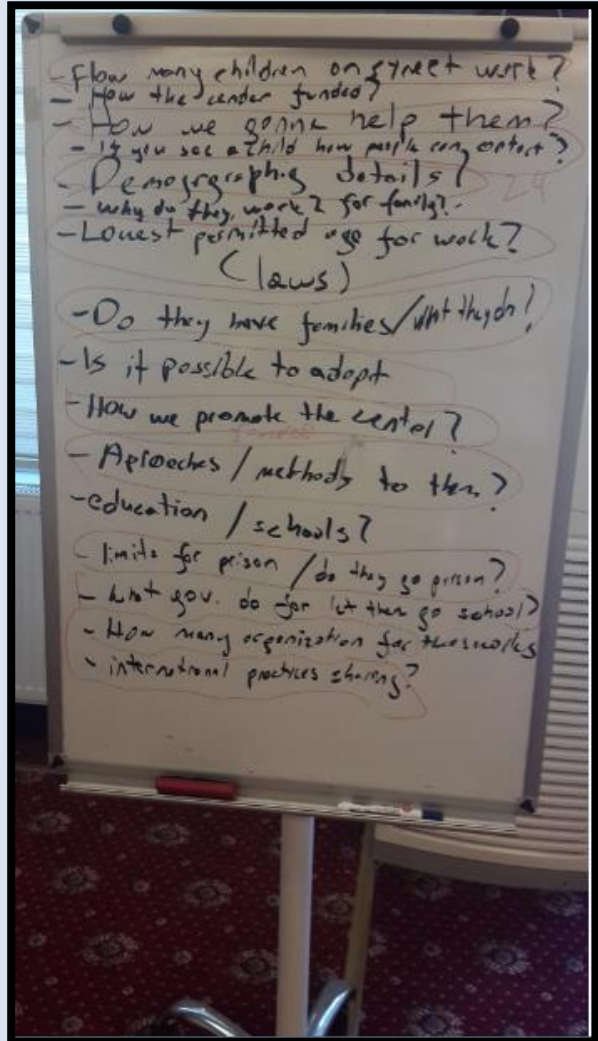 - How many children on street work?
- How the center funded?
- How we gonna help them?
- If you see a child how people can contact?
- Demographic details?
24
- Why do they work? for family?
- Lowest permitted age for work?
(laws)
- Do they have families/what they do?
- Is it possible to adopt
- How we promote the center?
- Aprooches / methods to them?
- education / schools?
- limits for prison / do they go prison?
- what gov. do for let them go school?
- How many organization for these works
- international practices sharing?